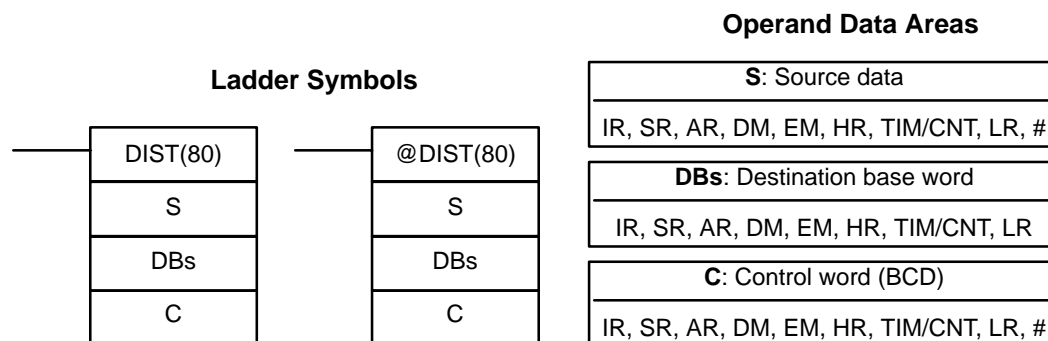 Ladder Symbols
DIST(80)
S
DBs
C
@DIST(80)
S
DBs
C
Operand Data Areas
S: Source data
IR, SR, AR, DM, EM, HR, TIM/CNT, LR, #
DBs: Destination base word
IR, SR, AR, DM, EM, HR, TIM/CNT, LR
C: Control word (BCD)
IR, SR, AR, DM, EM, HR, TIM/CNT, LR, #